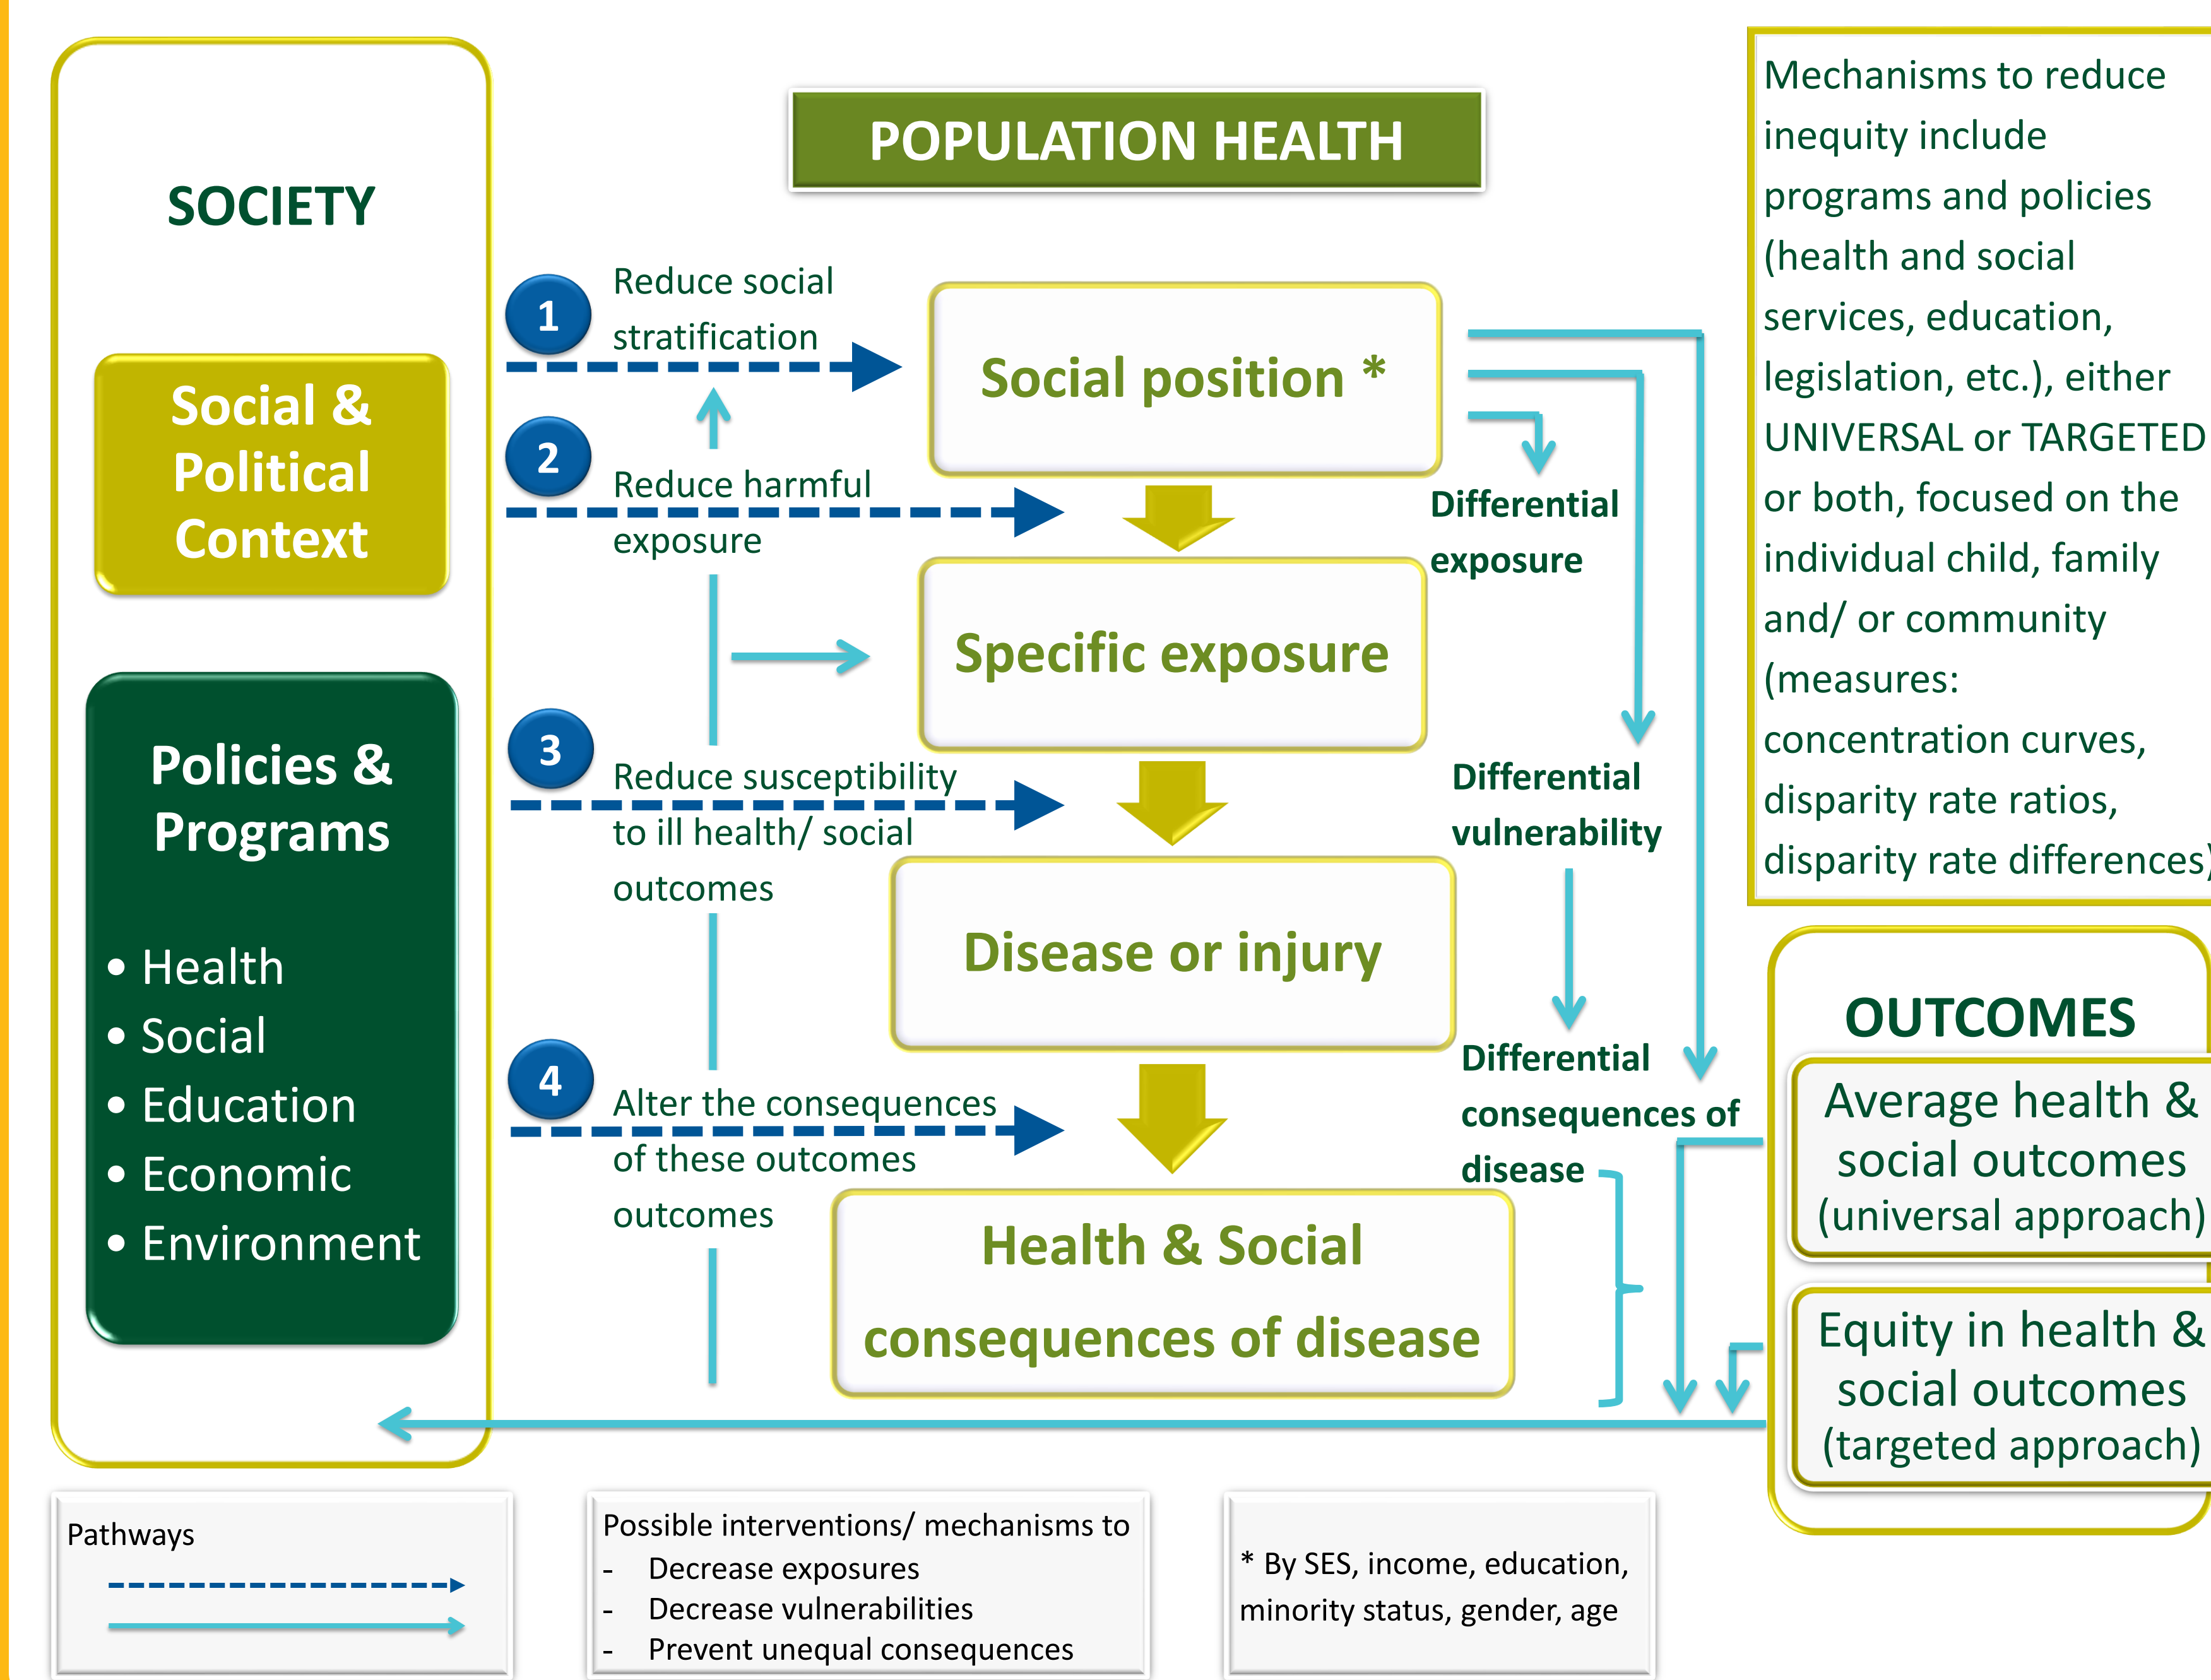 POPULATION HEALTH
SOCIETY
Social &
Political
Context
Policies &
Programs
• Health
• Social
• Education
• Economic
• Environment
1
Reduce social
stratification
2
Reduce harmful
exposure
3
Reduce susceptibility
to ill health/ social
outcomes
4
Alter the consequences
of these outcomes
outcomes
Social position *
Specific exposure
Disease or injury
Health & Social
consequences of disease
Differential
exposure
Differential
vulnerability
Differential
consequences of
disease
Mechanisms to reduce
inequity include
programs and policies
(health and social
services, education,
legislation, etc.), either
UNIVERSAL or TARGETED
or both, focused on the
individual child, family
and/ or community
(measures:
concentration curves,
disparity rate ratios,
disparity rate differences)
OUTCOMES
Average health &
social outcomes
(universal approach)
Equity in health &
social outcomes
(targeted approach)
Pathways
Possible interventions/ mechanisms to
- Decrease exposures
- Decrease vulnerabilities
- Prevent unequal consequences
* By SES, income, education,
minority status, gender, age